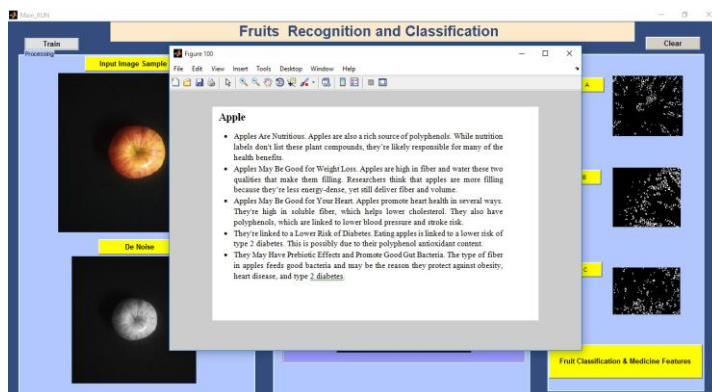 Main_RUN
Fruits Recognition and Classification
Train
Clear
Processing
Input Image Sample
Figure 100
File Edit View Insert Tools Desktop Window Help
A
Apple
• Apples Are Nutritious. Apples are also a rich source of polyphenols. While nutrition
labels don't list these plant compounds, they're likely responsible for many of the
health benefits.
• Apples May Be Good for Weight Loss. Apples are high in fiber and water these two
qualities that make them filling. Researchers think that apples are more filling
because they're less energy-dense, yet still deliver fiber and volume.
• Apples May Be Good for Your Heart. Apples promote heart health in several ways.
They're high in soluble fiber, which helps lower cholesterol. They also have
polyphenols, which are linked to lower blood pressure and stroke risk.
• They're linked to a Lower Risk of Diabetes. Eating apples is linked to a lower risk of
type 2 diabetes. This is possibly due to their polyphenol antioxidant content.
• They May Have Prebiotic Effects and Promote Good Gut Bacteria. The type of fiber
in apples feeds good bacteria and may be the reason they protect against obesity,
heart disease, and type 2 diabetes.
B
De Noise
C
Fruit Classification & Medicine Features